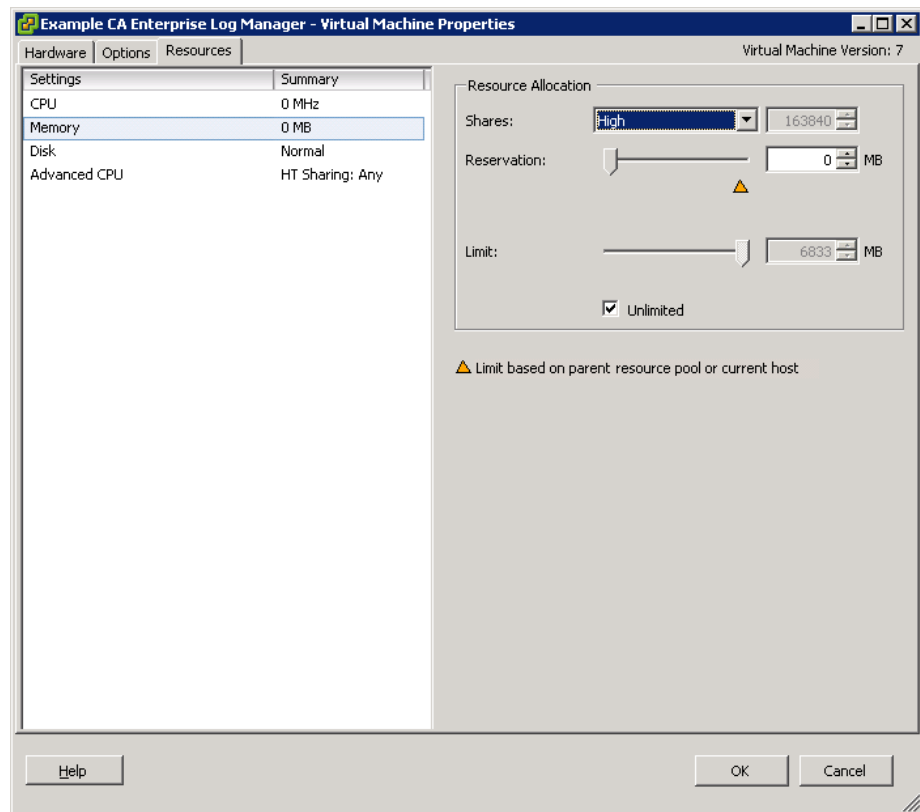 Example CA Enterprise Log Manager - Virtual Machine Properties
Hardware Options Resources Virtual Machine Version: 7
Settings Summary
CPU 0 MHz
Memory 0 MB
Disk Normal
Advanced CPU HT Sharing: Any
Resource Allocation
Shares: High 163840
Reservation: 0 MB
Limit: 6833 MB
Unlimited
Limit based on parent resource pool or current host
Help OK Cancel